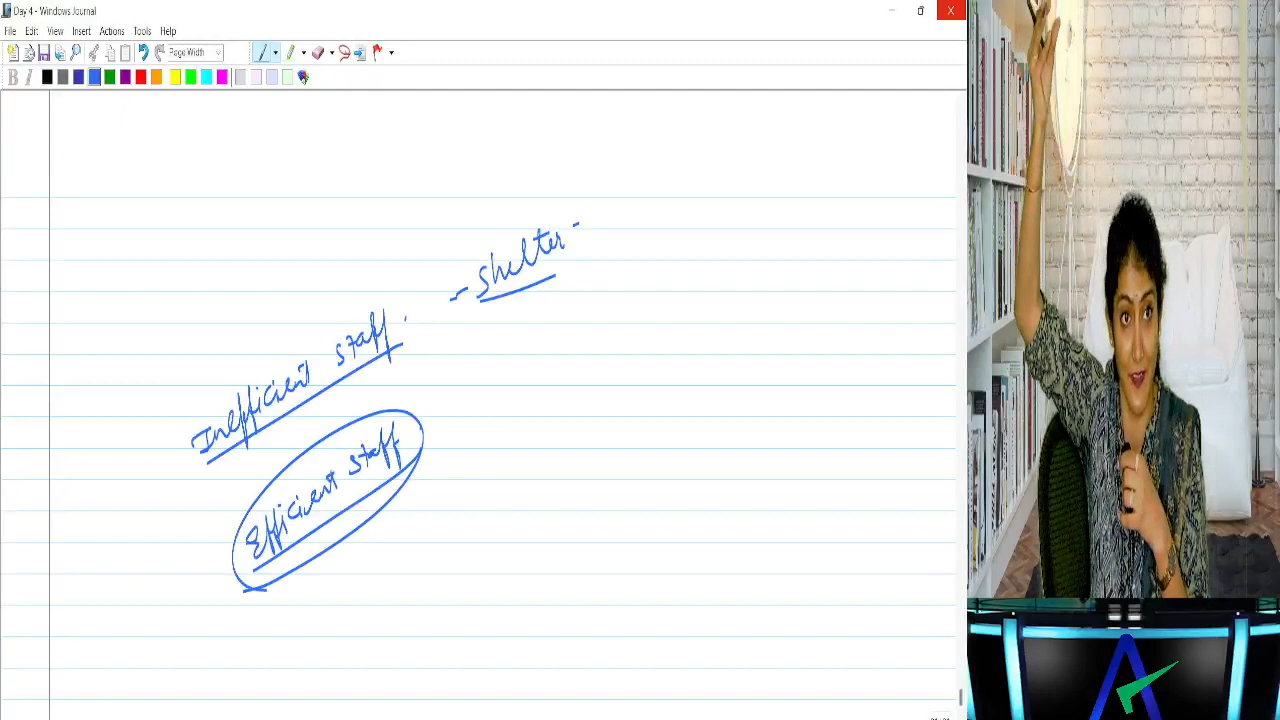 Day 4 - Windows Journal
File Edit View Insert Actions Tools Help
Page Width
B I
- Shelter -
Inefficient staff.
Efficient staff